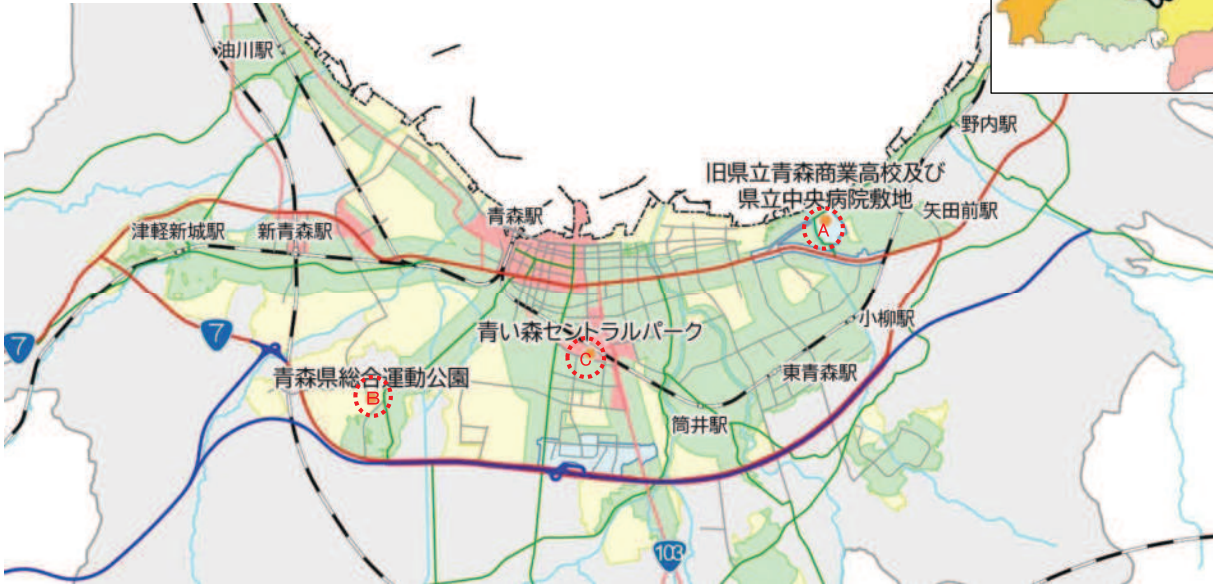 油川駅
野内駅
旧県立青森商業高校及び
県立中央病院敷地
青森駅
矢田前駅
A
津軽新城駅
新青森駅
小柳駅
青い森セントラルパーク
7
7
C
青森県総合運動公園
東青森駅
B
筒井駅
103